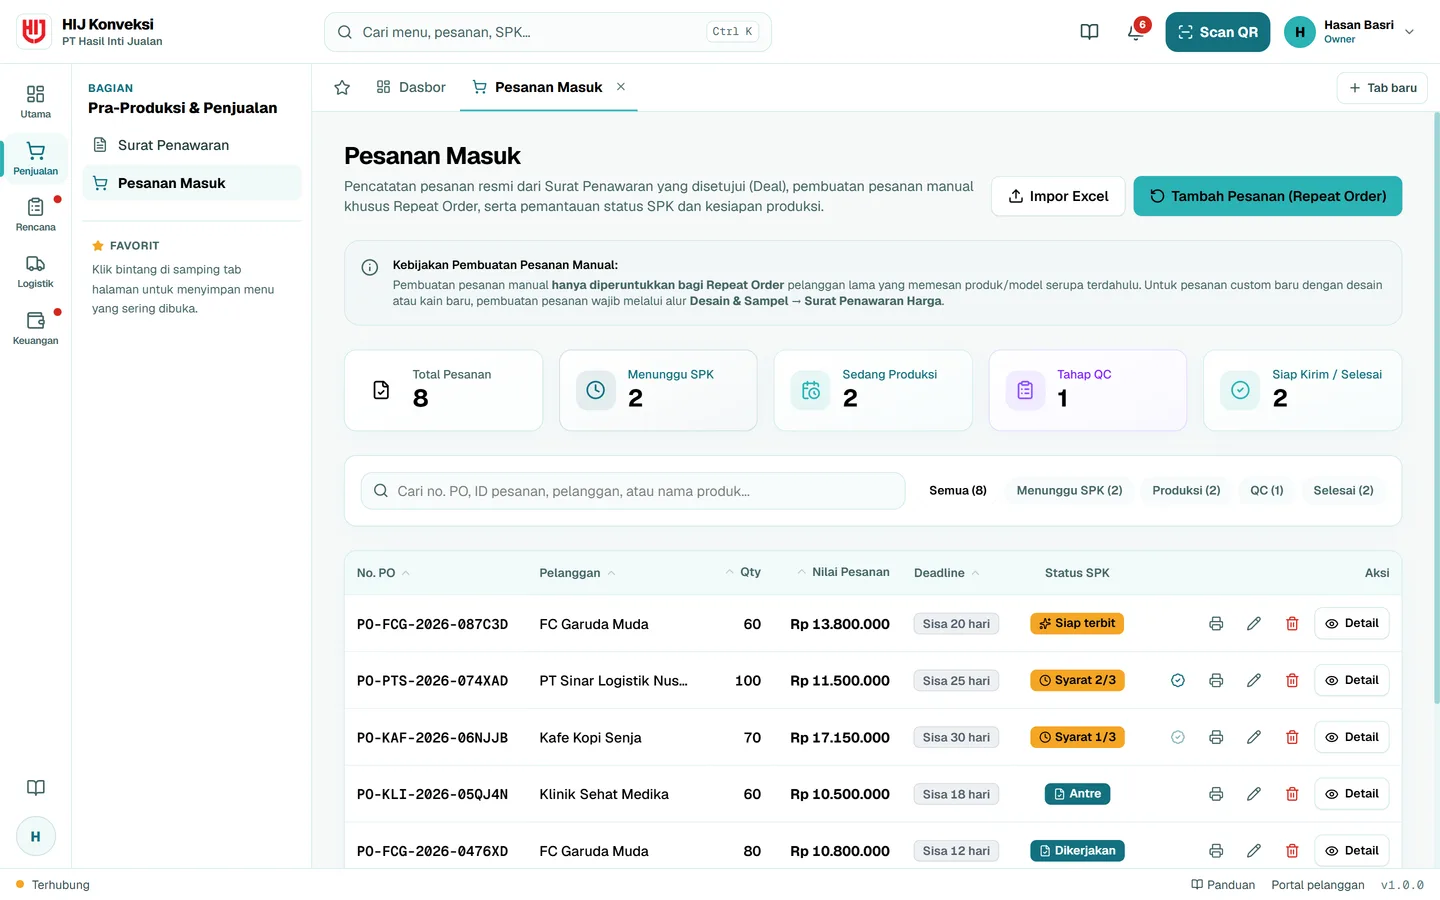 HIJ
HIJ Konveksi
PT Hasil Inti Jualan
Cari menu, pesanan, SPK...
Ctrl K
6
Scan QR
H
Hasan Basri
Owner
Utama
Penjualan
Rencana
Logistik
Keuangan
H
BAGIAN
Pra-Produksi & Penjualan
Surat Penawaran
Pesanan Masuk
FAVORIT
Klik bintang di samping tab
halaman untuk menyimpan menu
yang sering dibuka.
Dasbor
Pesanan Masuk
Tab baru
Pesanan Masuk
Pencatatan pesanan resmi dari Surat Penawaran yang disetujui (Deal), pembuatan pesanan manual
khusus Repeat Order, serta pemantauan status SPK dan kesiapan produksi.
Impor Excel
Tambah Pesanan (Repeat Order)
Kebijakan Pembuatan Pesanan Manual:
Pembuatan pesanan manual hanya diperuntukkan bagi Repeat Order pelanggan lama yang memesan produk/model serupa terdahulu. Untuk pesanan custom baru dengan desain
atau kain baru, pembuatan pesanan wajib melalui alur Desain & Sampel → Surat Penawaran Harga.
Total Pesanan
8
Menunggu SPK
2
Sedang Produksi
2
Tahap QC
1
Siap Kirim / Selesai
2
Cari no. PO, ID pesanan, pelanggan, atau nama produk...
Semua (8)
Menunggu SPK (2)
Produksi (2)
QC (1)
Selesai (2)
No. PO Pelanggan Qty Nilai Pesanan Deadline Status SPK Aksi
PO-FCG-2026-087C3D FC Garuda Muda 60 Rp 13.800.000 Sisa 20 hari Siap terbit Detail
PO-PTS-2026-074XAD PT Sinar Logistik Nus... 100 Rp 11.500.000 Sisa 25 hari Syarat 2/3 Detail
PO-KAF-2026-06NJJB Kafe Kopi Senja 70 Rp 17.150.000 Sisa 30 hari Syarat 1/3 Detail
PO-KLI-2026-05QJ4N Klinik Sehat Medika 60 Rp 10.500.000 Sisa 18 hari Antre Detail
PO-FCG-2026-0476XD FC Garuda Muda 80 Rp 10.800.000 Sisa 12 hari Dikerjakan Detail
Terhubung
Panduan
Portal pelanggan
v1.0.0